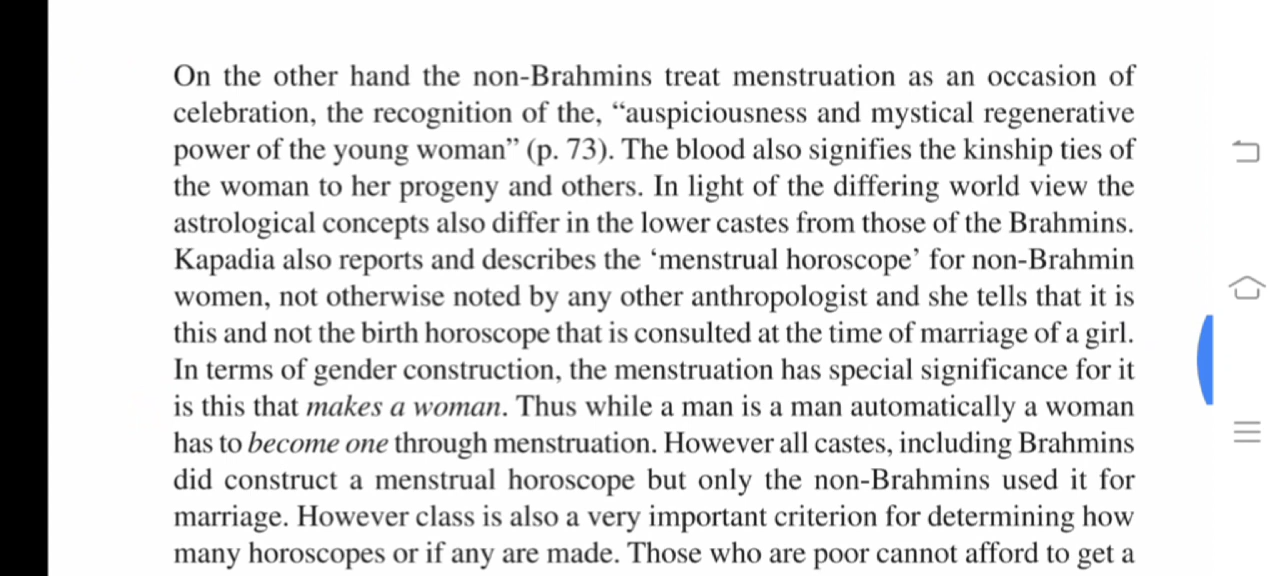 On the other hand the non-Brahmins treat menstruation as an occasion of
celebration, the recognition of the, “auspiciousness and mystical regenerative
power of the young woman” (p. 73). The blood also signifies the kinship ties of
the woman to her progeny and others. In light of the differing world view the
astrological concepts also differ in the lower castes from those of the Brahmins.
Kapadia also reports and describes the ‘menstrual horoscope’ for non-Brahmin
women, not otherwise noted by any other anthropologist and she tells that it is
this and not the birth horoscope that is consulted at the time of marriage of a girl.
In terms of gender construction, the menstruation has special significance for it
is this that makes a woman. Thus while a man is a man automatically a woman
has to become one through menstruation. However all castes, including Brahmins
did construct a menstrual horoscope but only the non-Brahmins used it for
marriage. However class is also a very important criterion for determining how
many horoscopes or if any are made. Those who are poor cannot afford to get a